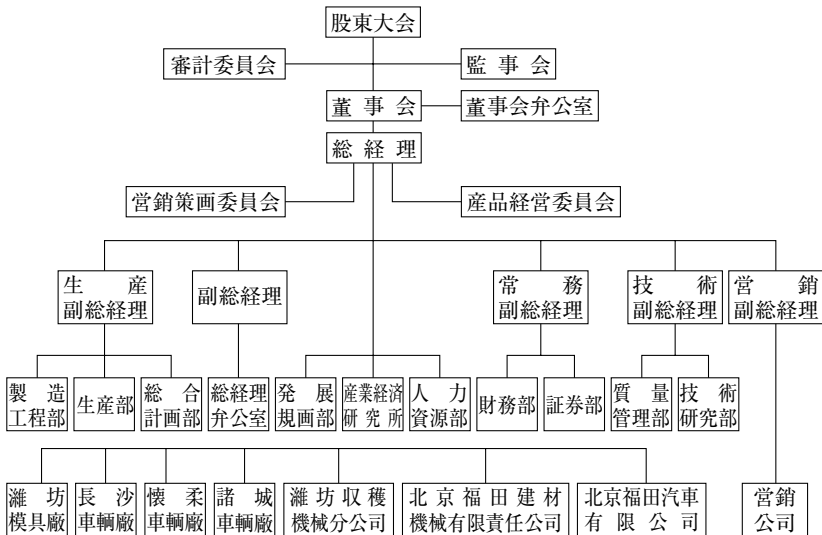 股東大会
審計委員会
監事会
董事会
董事会弁公室
総経理
営銷策画委員会
産品経営委員会
生産
副総経理
副総経理
常務
副総経理
技術
副総経理
営銷
副総経理
製造
工程部
生産部
総合
計画部
総経理
弁公室
発展
規画部
産業経済
研究所
人力
資源部
財務部
証券部
質量
管理部
技術
研究部
濰坊
模具廠
長沙
車輌廠
懐柔
車輌廠
諸城
車輌廠
濰坊収穫
機械分公司
北京福田建材
機械有限責任公司
北京福田汽車
有限公司
営銷
公司